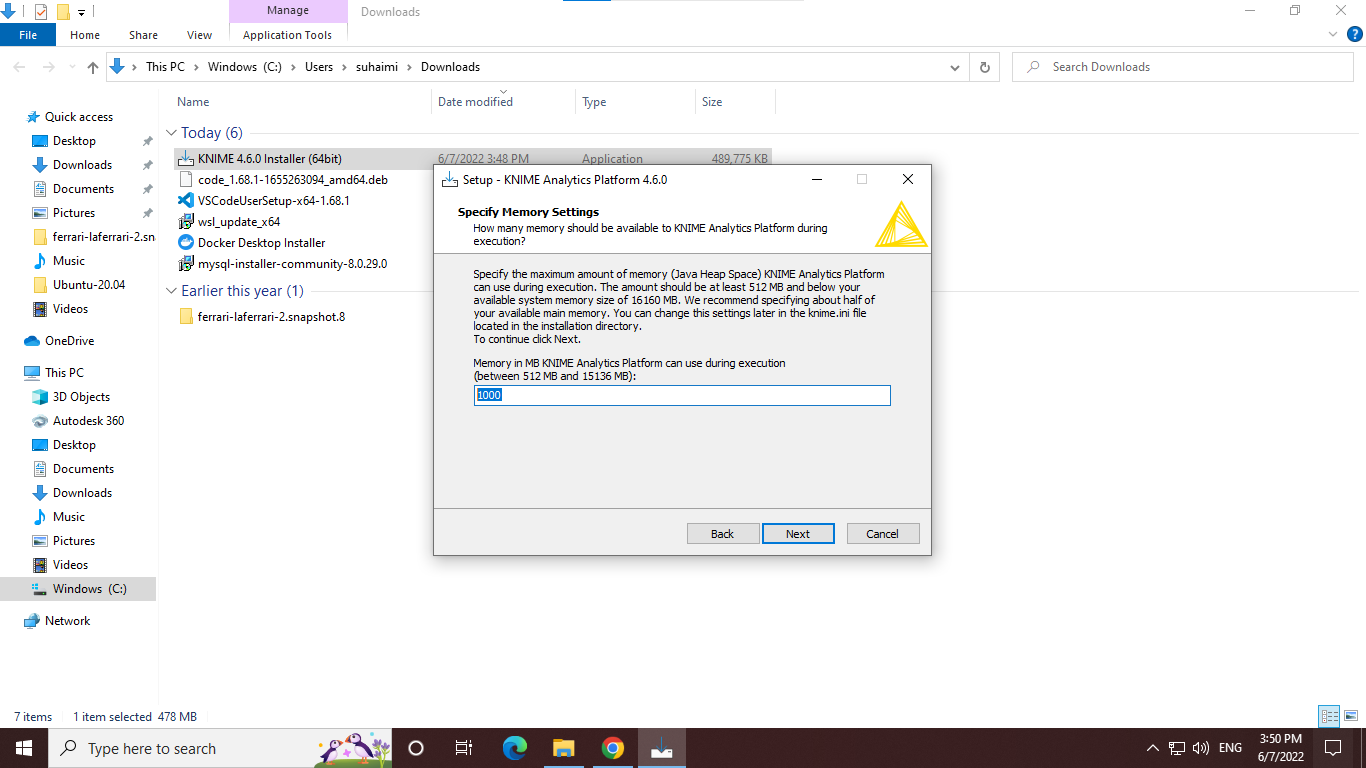 Manage
Downloads
File
Home
Share
View
Application Tools
This PC
Windows (C:)
Users
suhaimi
Downloads
Search Downloads
Name
Date modified
Type
Size
Quick access
Desktop
Downloads
Documents
Pictures
ferrari-laferrari-2.sn
Music
Ubuntu-20.04
Videos
OneDrive
This PC
3D Objects
Autodesk 360
Desktop
Documents
Downloads
Music
Pictures
Videos
Windows (C:)
Network
Today (6)
KNIME 4.6.0 Installer (64bit) 6/7/2022 3:48 PM Application 489,775 KB
code_1.68.1-1655263094_amd64.deb
VSCodeUserSetup-x64-1.68.1
wsl_update_x64
Docker Desktop Installer
mysql-installer-community-8.0.29.0
Earlier this year (1)
ferrari-laferrari-2.snapshot.8
Setup - KNIME Analytics Platform 4.6.0
Specify Memory Settings
How many memory should be available to KNIME Analytics Platform during
execution?
Specify the maximum amount of memory (Java Heap Space) KNIME Analytics Platform
can use during execution. The amount should be at least 512 MB and below your
available system memory size of 16160 MB. We recommend specifying about half of
your available main memory. You can change this settings later in the knime.ini file
located in the installation directory.
To continue click Next.
Memory in MB KNIME Analytics Platform can use during execution
(between 512 MB and 15136 MB):
1000
Back
Next
Cancel
7 items
1 item selected 478 MB
Type here to search
ENG
3:50 PM
6/7/2022